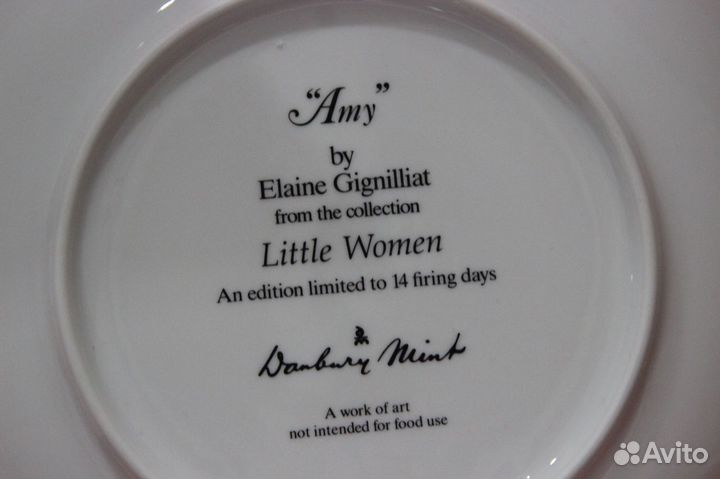 “Amy”
by
Elaine Gignilliat
from the collection
Little Women
An edition limited to 14 firing days
Danbury Mint
A work of art
not intended for food use
Avito